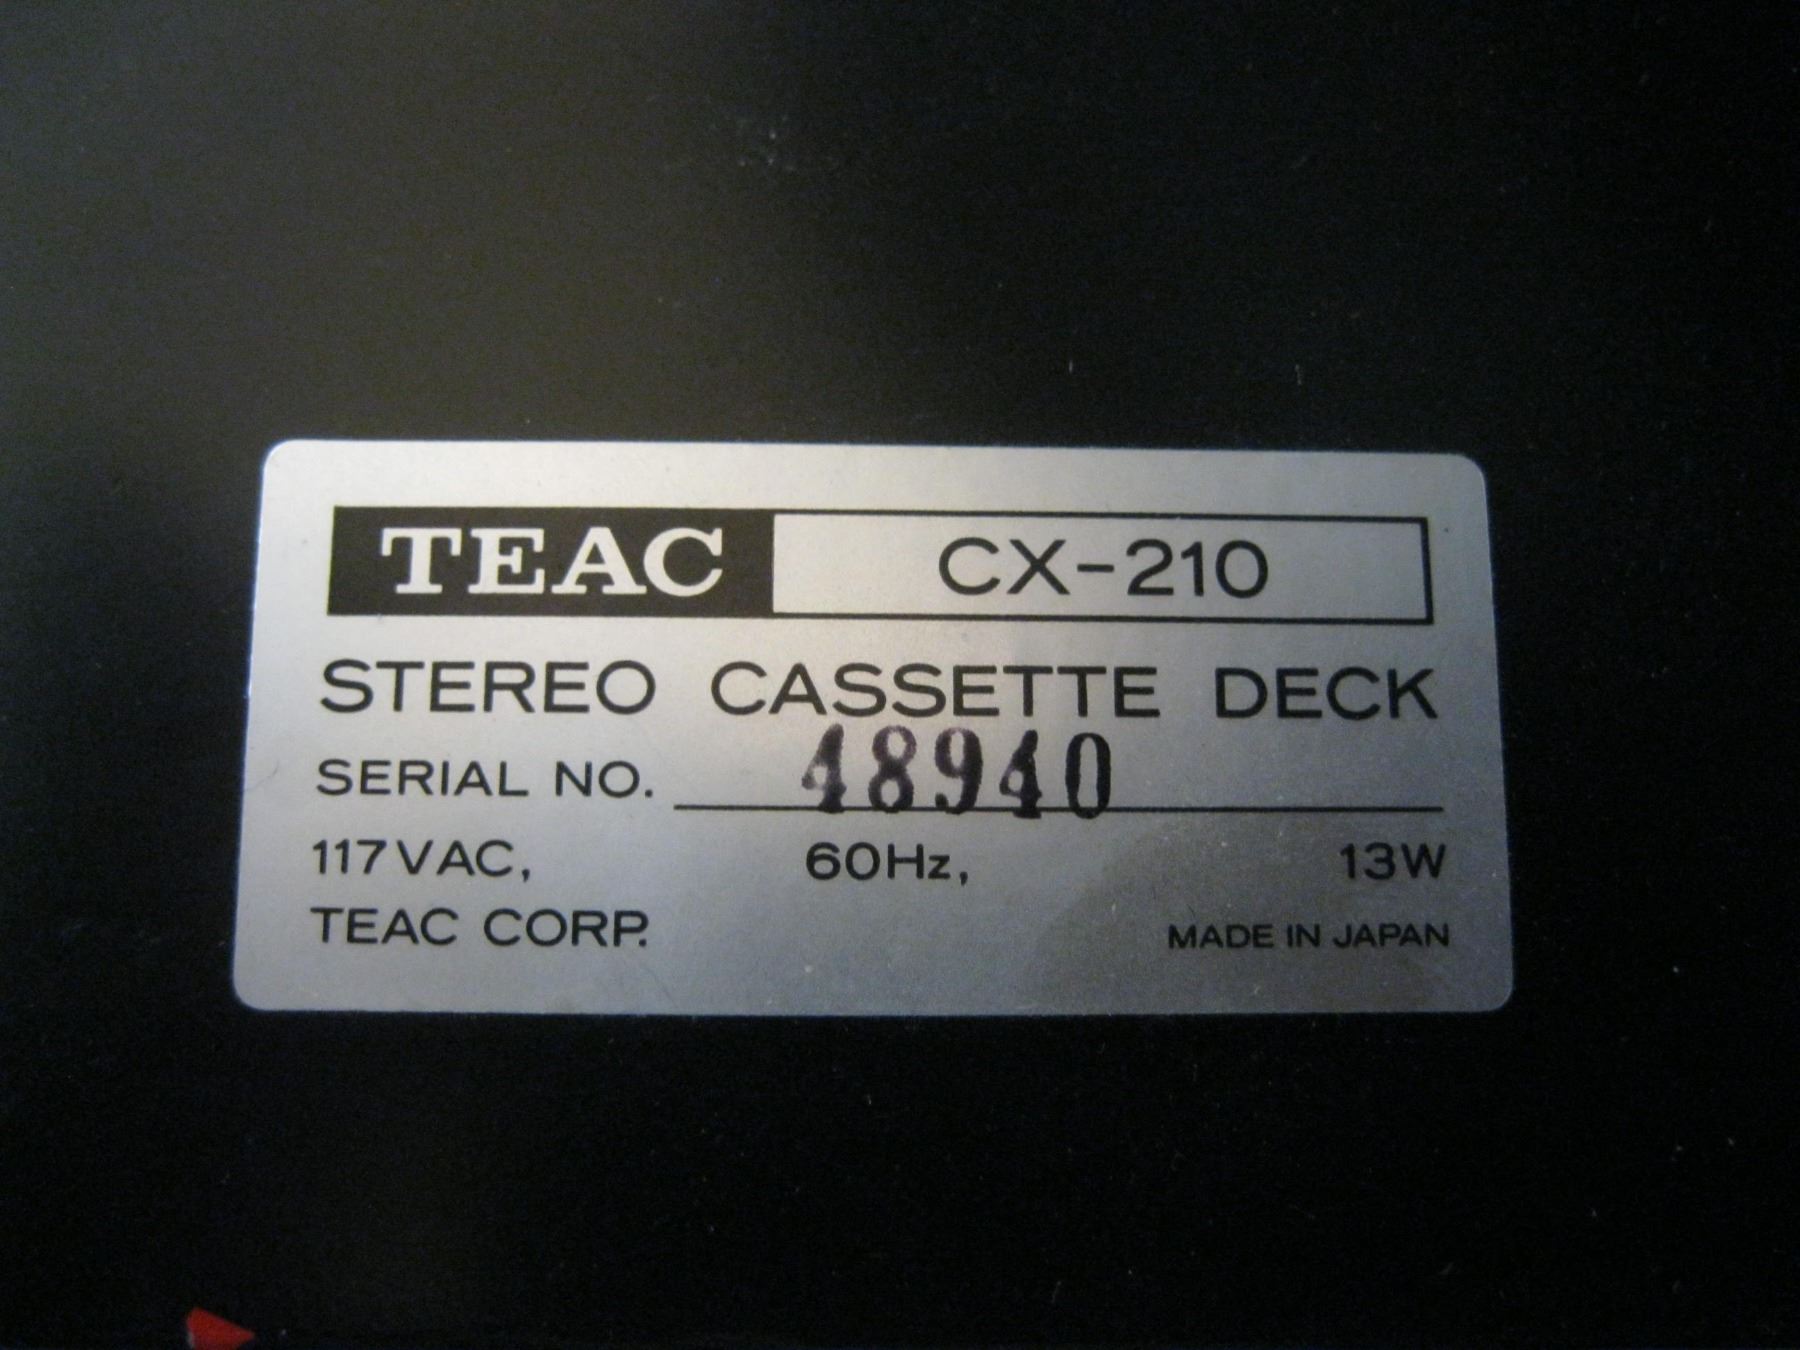 TEAC CX-210
STEREO CASSETTE DECK
SERIAL NO. 48940
117VAC, 60Hz, 13W
TEAC CORP. MADE IN JAPAN